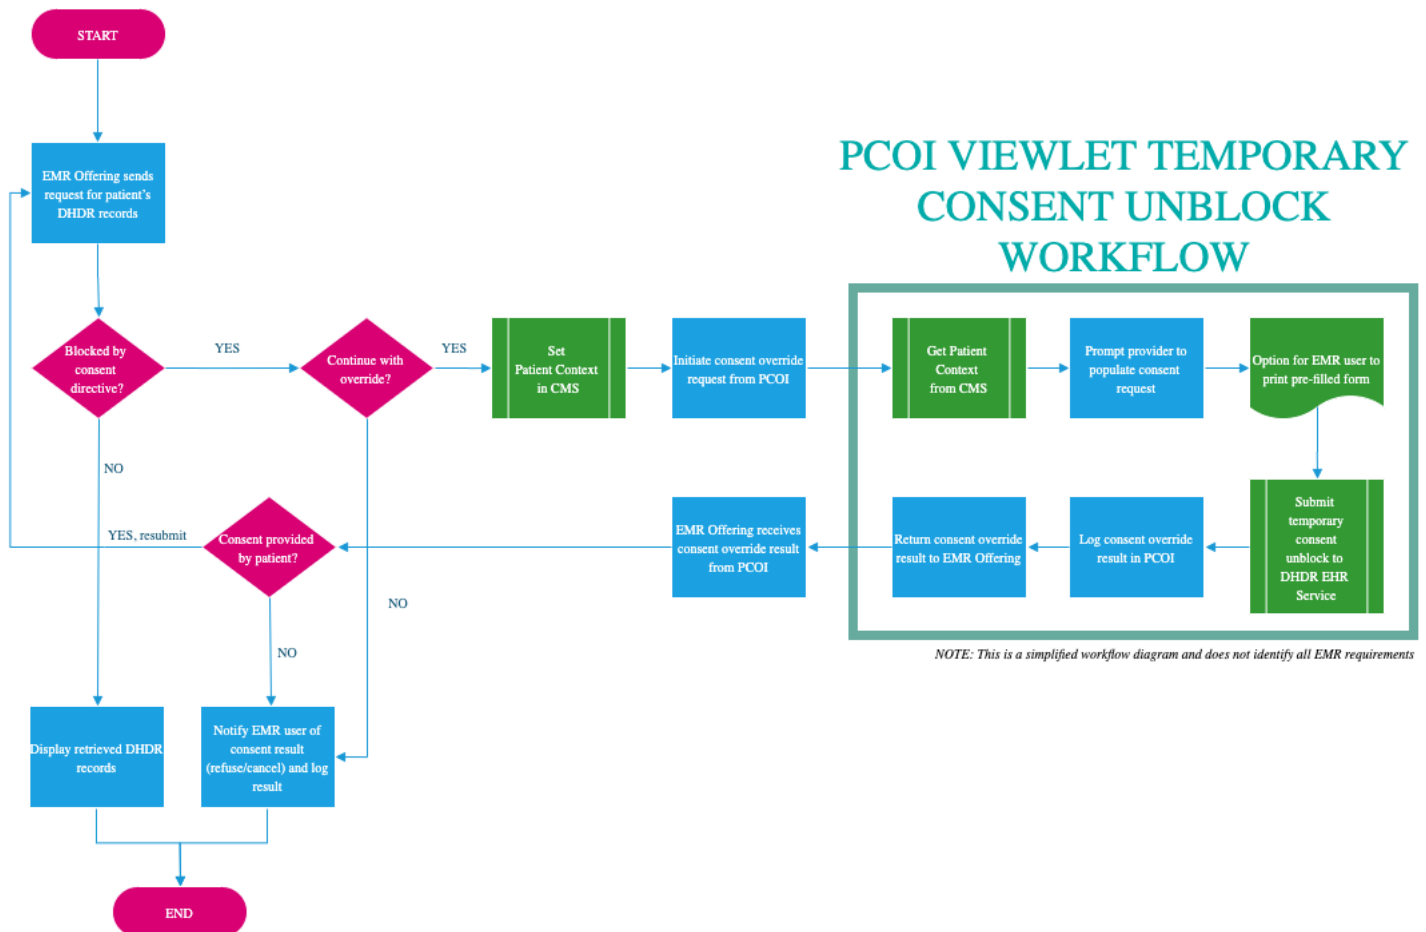 START
EMR Offering sends
request for patient's
DHDR records
PCOI VIEWLET TEMPORARY
CONSENT UNBLOCK
WORKFLOW
Blocked by
consent
directive?
YES
Continue with
override?
YES
Set
Patient Context
in CMS
Initiate consent override
request from PCOI
Get Patient
Context
from CMS
Prompt provider to
populate consent
request
Option for EMR user to
print pre-filled form
NO
YES, resubmit
Consent provided
by patient?
EMR Offering receives
consent override result
from PCOI
Return consent override
result to EMR Offering
Log consent override
result in PCOI
Submit
temporary
consent
unblock to
DHDR EHR
Service
NO
NO
NOTE: This is a simplified workflow diagram and does not identify all EMR requirements
Display retrieved DHDR
records
Notify EMR user of
consent result
(refuse/cancel) and log
result
END